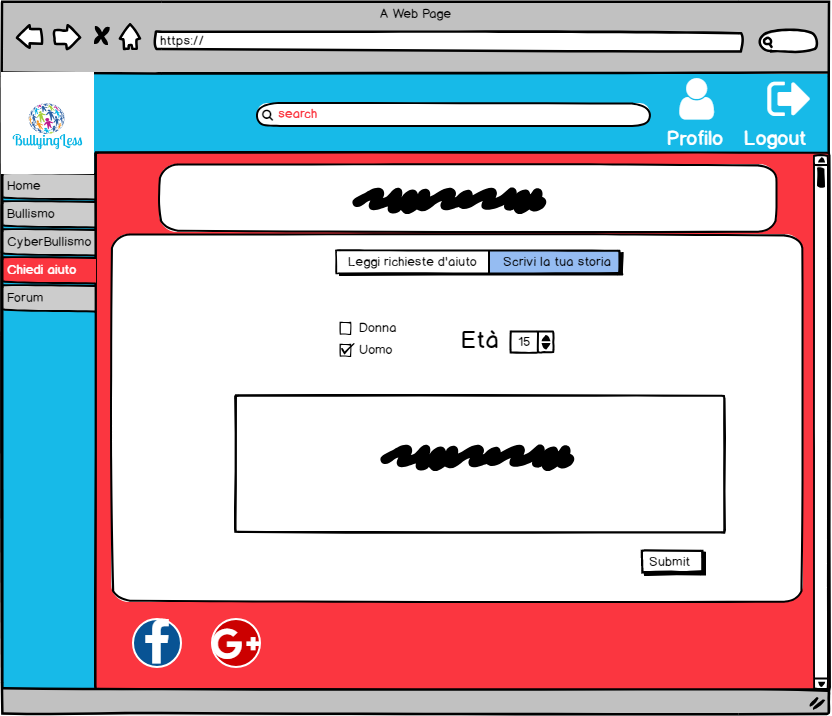 A Web Page
https://
search
Profilo
Logout
BullyingLess
Home
Bullismo
CyberBullismo
Chiedi aiuto
Forum
Leggi richieste d'aiuto
Scrivi la tua storia
Donna
Uomo
Età
15
Submit
f
G+